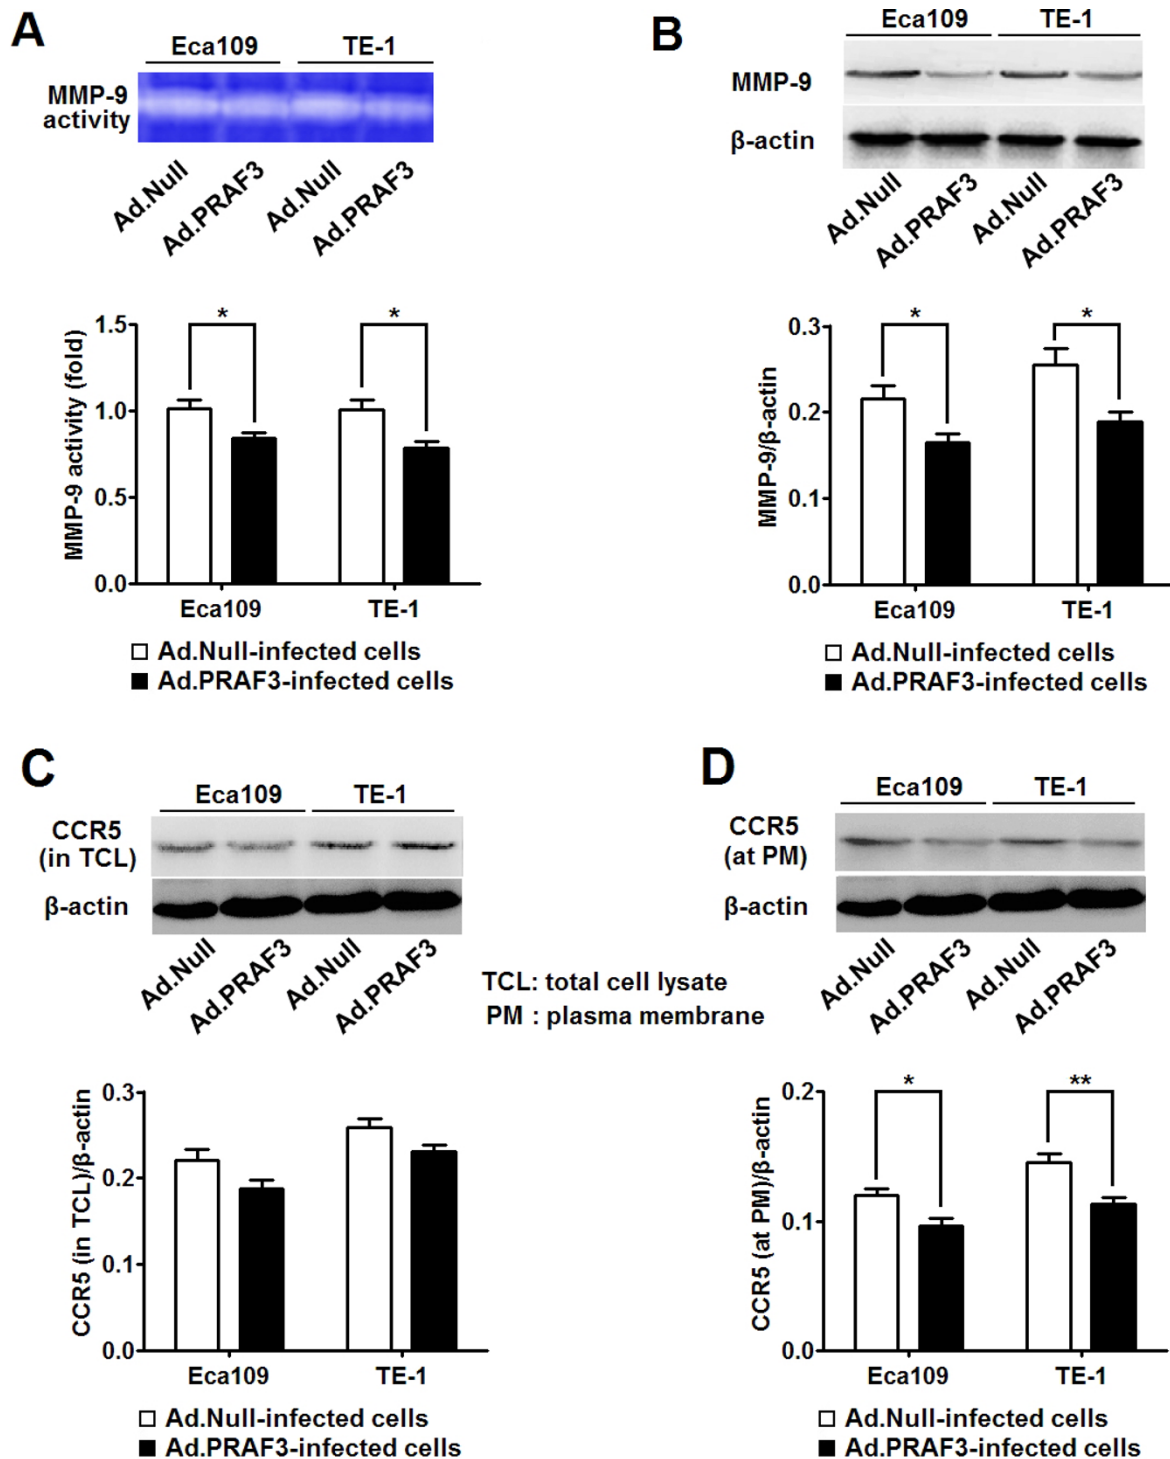 A
Eca109 TE-1
MMP-9
activity
Ad.Null Ad.PRAF3 Ad.Null Ad.PRAF3
MMP-9 activity (fold)
1.5
1.0
0.5
0.0
* *
Eca109 TE-1
Ad.Null-infected cells
Ad.PRAF3-infected cells
B
Eca109 TE-1
MMP-9
β-actin
Ad.Null Ad.PRAF3 Ad.Null Ad.PRAF3
MMP-9/β-actin
0.3
0.2
0.1
0.0
* *
Eca109 TE-1
Ad.Null-infected cells
Ad.PRAF3-infected cells
C
Eca109 TE-1
CCR5
(in TCL)
β-actin
Ad.Null Ad.PRAF3 Ad.Null Ad.PRAF3
TCL: total cell lysate
PM : plasma membrane
CCR5 (in TCL)/β-actin
0.3
0.2
0.1
0.0
Eca109 TE-1
Ad.Null-infected cells
Ad.PRAF3-infected cells
D
Eca109 TE-1
CCR5
(at PM)
β-actin
Ad.Null Ad.PRAF3 Ad.Null Ad.PRAF3
CCR5 (at PM)/β-actin
0.2
0.1
0.0
* **
Eca109 TE-1
Ad.Null-infected cells
Ad.PRAF3-infected cells